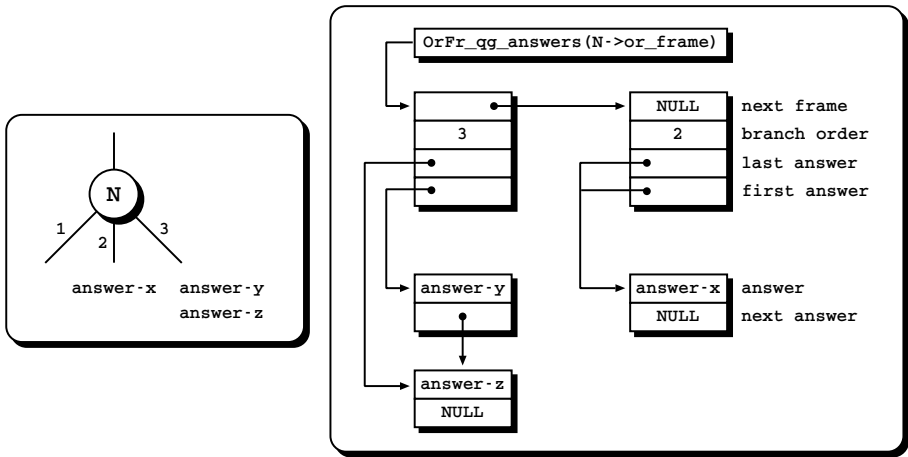 N
1
2
3
answer-x answer-y
answer-z
OrFr_qg_answers(N->or_frame)
NULL next frame
3 2 branch order
last answer
first answer
answer-y answer-x answer
NULL next answer
answer-z
NULL